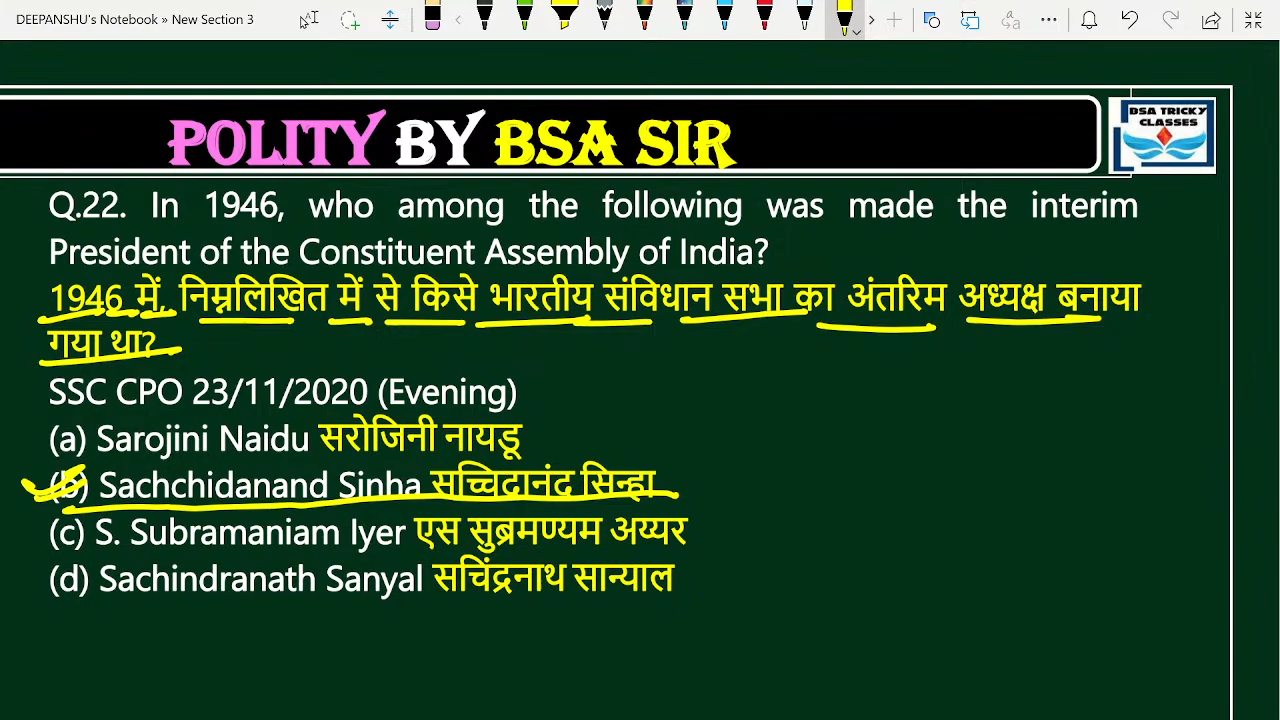 DEEPANSHU's Notebook » New Section 3
POLITY BY BSA SIR
DSA TRICKY
CLASSES
Q.22. In 1946, who among the following was made the interim
President of the Constituent Assembly of India?
1946 में, निम्नलिखित में से किसे भारतीय संविधान सभा का अंतरिम अध्यक्ष बनाया
गया था?
SSC CPO 23/11/2020 (Evening)
(a) Sarojini Naidu सरोजिनी नायडू
(b) Sachchidanand Sinha सच्चिदानंद सिन्हा
(c) S. Subramaniam Iyer एस सुब्रमण्यम अय्यर
(d) Sachindranath Sanyal सचिंद्रनाथ सान्याल